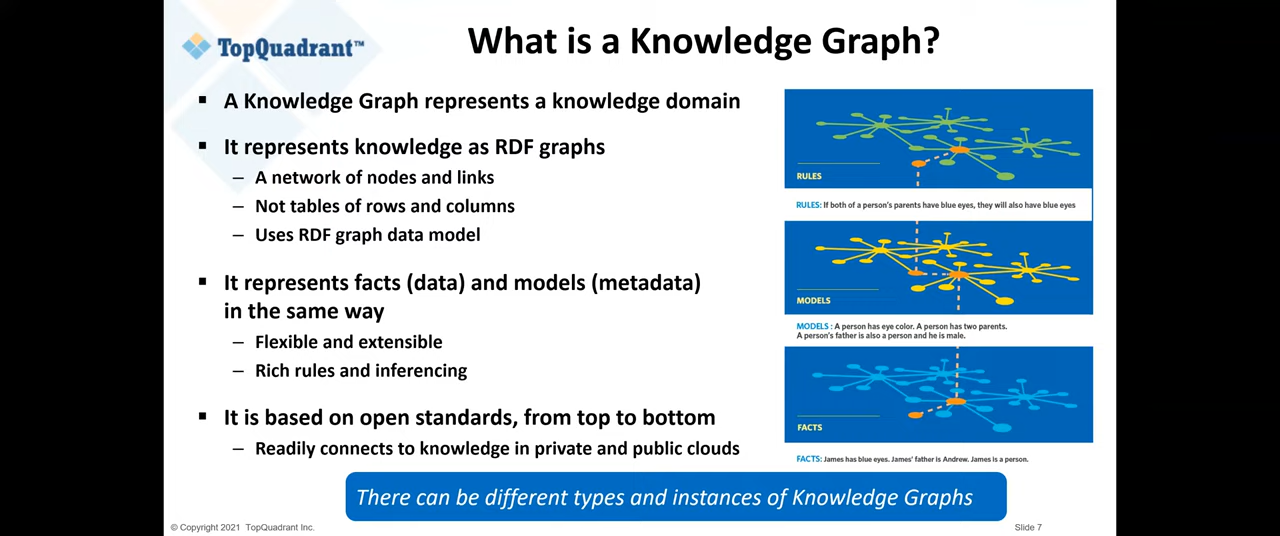 TopQuadrant™
What is a Knowledge Graph?
▪ A Knowledge Graph represents a knowledge domain
▪ It represents knowledge as RDF graphs
– A network of nodes and links
– Not tables of rows and columns
– Uses RDF graph data model
▪ It represents facts (data) and models (metadata)
in the same way
– Flexible and extensible
– Rich rules and inferencing
▪ It is based on open standards, from top to bottom
– Readily connects to knowledge in private and public clouds
RULES
RULES: If both of a person's parents have blue eyes, they will also have blue eyes
MODELS
MODELS : A person has eye color. A person has two parents.
A person's father is also a person and he is male.
FACTS
FACTS: James has blue eyes. James' father is Andrew. James is a person.
There can be different types and instances of Knowledge Graphs
© Copyright 2021 TopQuadrant Inc.
Slide 7